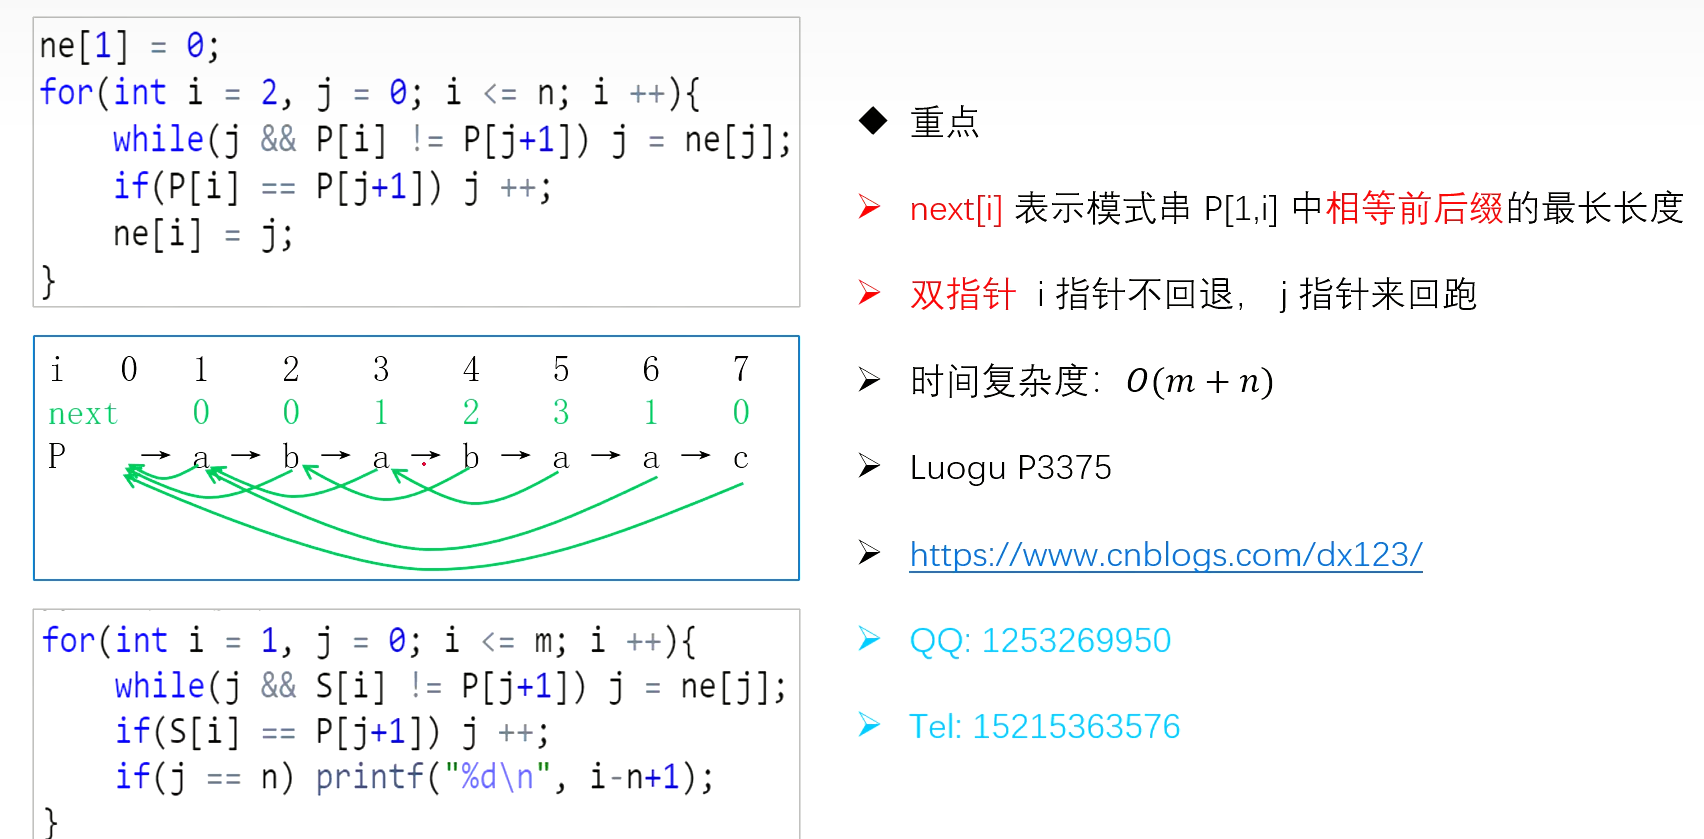 ne[1] = 0;
for(int i = 2, j = 0; i <= n; i ++){
while(j && P[i] != P[j+1]) j = ne[j];
if(P[i] == P[j+1]) j ++;
ne[i] = j;
}
i 0 1 2 3 4 5 6 7
next 0 0 1 2 3 1 0
P → a → b → a → b → a → a → c
for(int i = 1, j = 0; i <= m; i ++){
while(j && S[i] != P[j+1]) j = ne[j];
if(S[i] == P[j+1]) j ++;
if(j == n) printf("%d\n", i-n+1);
}
重点
next[i] 表示模式串 P[1,i] 中相等前后缀的最长长度
双指针 i 指针不回退， j 指针来回跑
时间复杂度：O(m + n)
Luogu P3375
https://www.cnblogs.com/dx123/
QQ: 1253269950
Tel: 15215363576